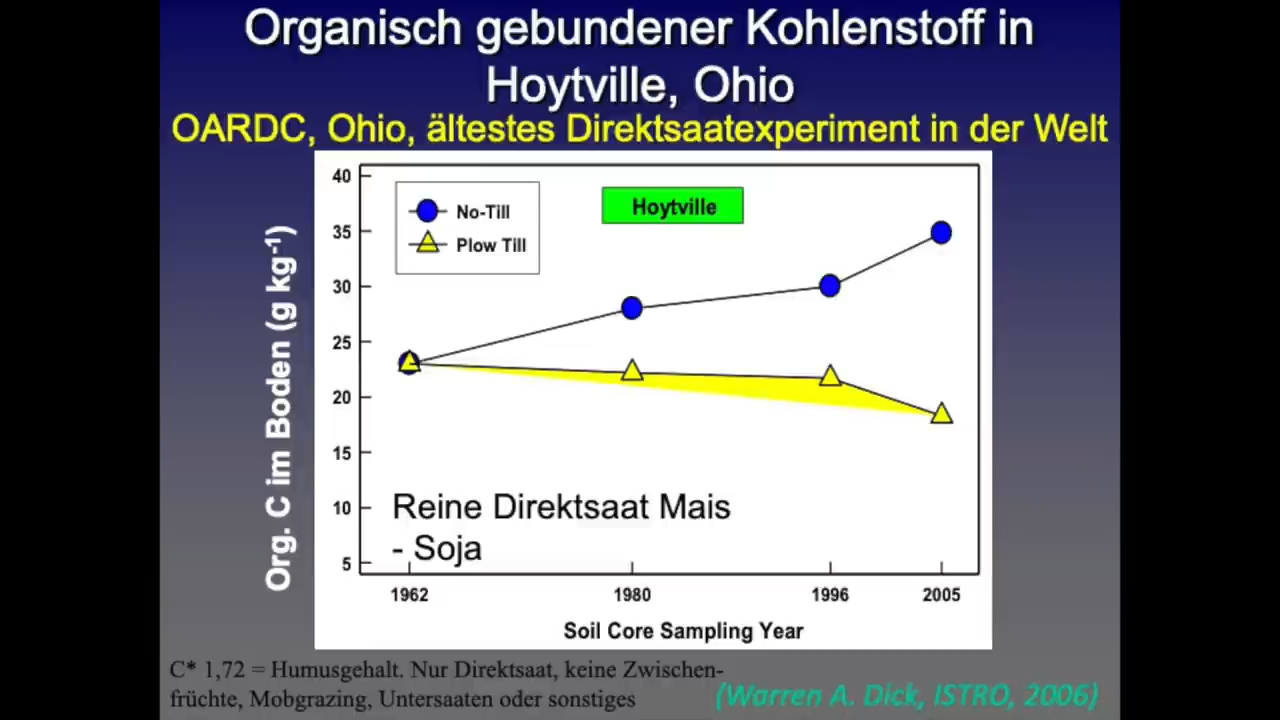 Organisch gebundener Kohlenstoff in
Hoytville, Ohio
OARDC, Ohio, ältestes Direktsaatexperiment in der Welt
Org. C im Boden (g kg-1)
40
35
30
25
20
15
10
5
No-Till
Plow Till
Hoytville
Reine Direktsaat Mais
- Soja
1962 1980 1996 2005
Soil Core Sampling Year
C* 1,72 = Humusgehalt. Nur Direktsaat, keine Zwischen-
früchte, Mobgrazing, Untersaaten oder sonstiges
(Warren A. Dick, ISTRO, 2006)